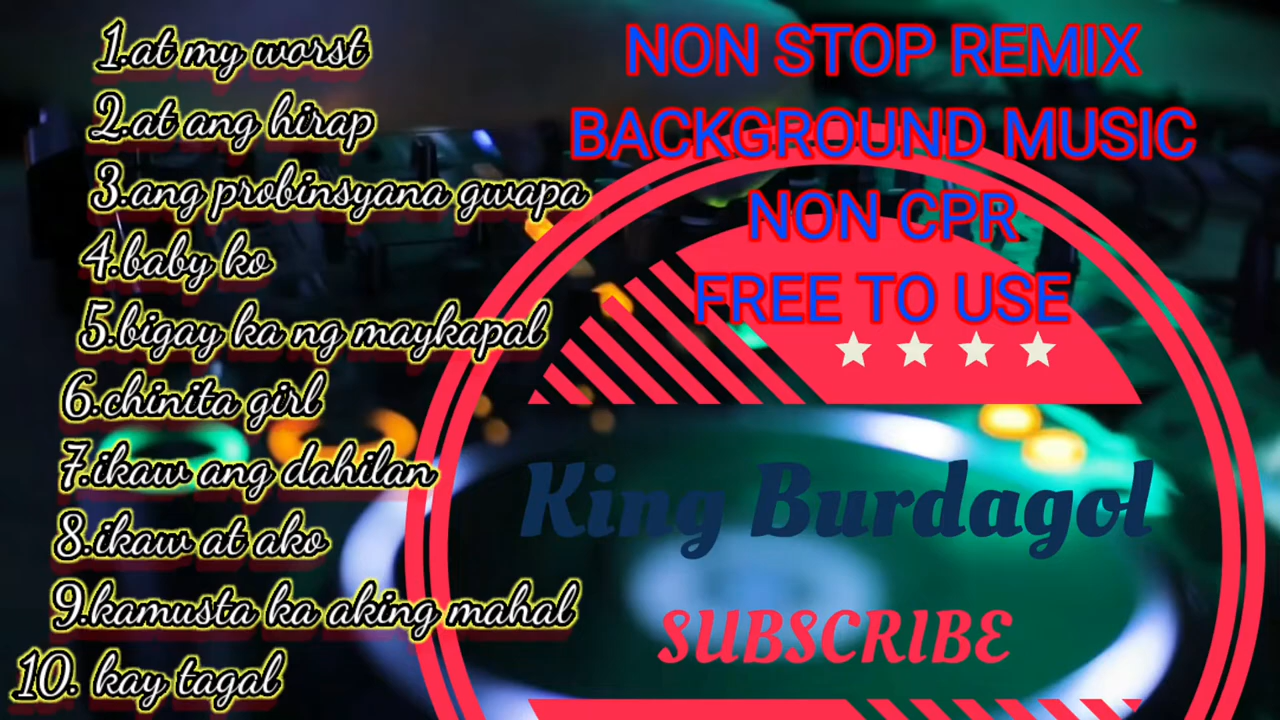 1.at my worst
2.at ang hirap
3.ang probinsyana gwapa
4.baby ko
5.bigay ka ng maykapal
6.chinita girl
7.ikaw ang dahilan
8.ikaw at ako
9.kamusta ka aking mahal
10. kay tagal
NON STOP REMIX
BACKGROUND MUSIC
NON CPR
FREE TO USE
King Burdagol
SUBSCRIBE